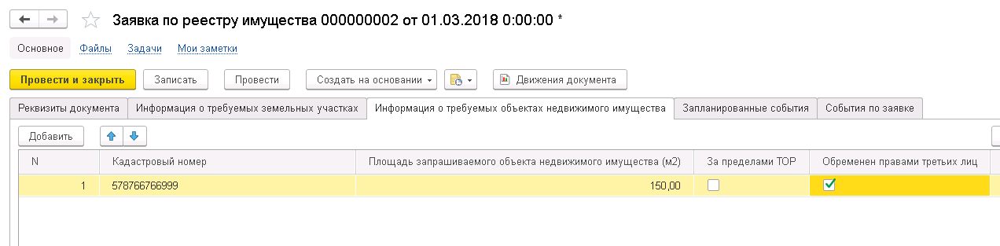 Заявка по реестру имущества 000000002 от 01.03.2018 0:00:00 *
Основное Файлы Задачи Мои заметки
Провести и закрыть Записать Провести Создать на основании Движения документа
Реквизиты документа Информация о требуемых земельных участках Информация о требуемых объектах недвижимого имущества Запланированные события События по заявке
Добавить
N Кадастровый номер Площадь запрашиваемого объекта недвижимого имущества (м2) За пределами ТОР Обременен правами третьих лиц
1 578766766999 150,00